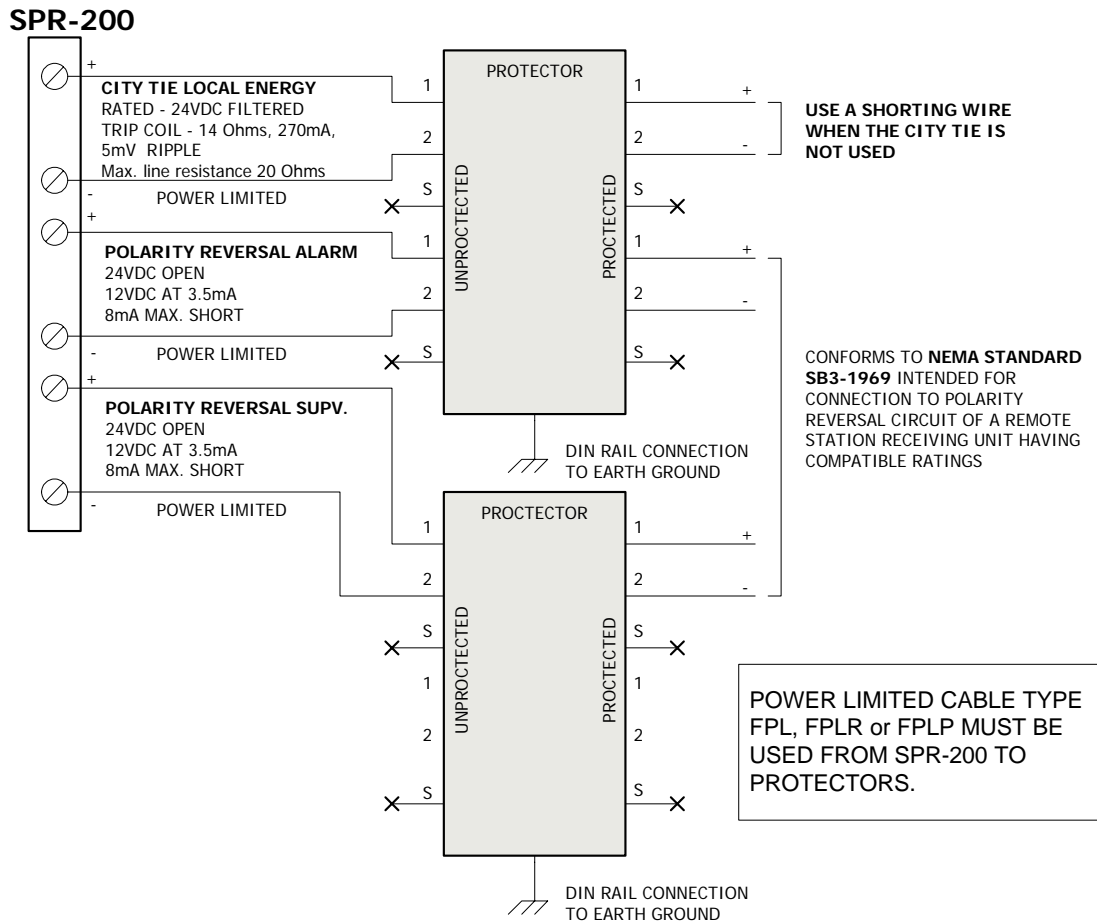 SPR-200
+
CITY TIE LOCAL ENERGY
RATED - 24VDC FILTERED
TRIP COIL - 14 Ohms, 270mA,
5mV RIPPLE
Max. line resistance 20 Ohms
-
POWER LIMITED
+
POLARITY REVERSAL ALARM
24VDC OPEN
12VDC AT 3.5mA
8mA MAX. SHORT
-
POWER LIMITED
+
POLARITY REVERSAL SUPV.
24VDC OPEN
12VDC AT 3.5mA
8mA MAX. SHORT
-
POWER LIMITED
PROTECTOR
1
2
S
1
2
S
UNPROCTECTED
PROCTECTED
1
2
S
1
2
S
+
-
+
-
USE A SHORTING WIRE
WHEN THE CITY TIE IS
NOT USED
CONFORMS TO NEMA STANDARD
SB3-1969 INTENDED FOR
CONNECTION TO POLARITY
REVERSAL CIRCUIT OF A REMOTE
STATION RECEIVING UNIT HAVING
COMPATIBLE RATINGS
DIN RAIL CONNECTION
TO EARTH GROUND
PROCTECTOR
1
2
S
1
2
S
UNPROCTECTED
PROCTECTED
1
2
S
1
2
S
+
-
POWER LIMITED CABLE TYPE
FPL, FPLR or FPLP MUST BE
USED FROM SPR-200 TO
PROTECTORS.
DIN RAIL CONNECTION
TO EARTH GROUND